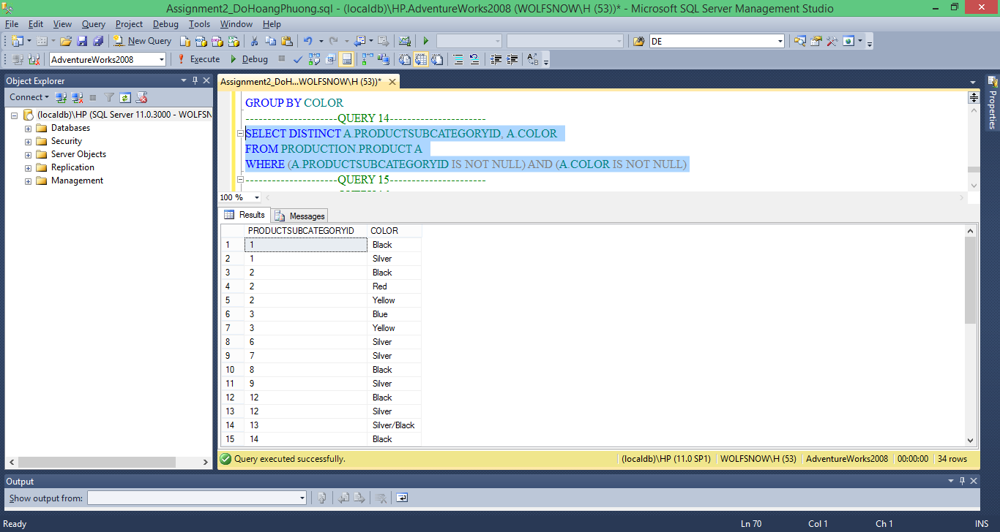 Assignment2_DoHoangPhuong.sql - (localdb)\HP.AdventureWorks2008 (WOLFSNOW\H (53))* - Microsoft SQL Server Management Studio
File Edit View Query Project Debug Tools Window Help
New Query DE
AdventureWorks2008 Execute Debug
Object Explorer
Connect
(localdb)\HP (SQL Server 11.0.3000 - WOLFSN
Databases
Security
Server Objects
Replication
Management
Assignment2_DoH...WOLFSNOW\H (53))*
GROUP BY COLOR
--------------------QUERY 14---------------------
SELECT DISTINCT A.PRODUCTSUBCATEGORYID, A.COLOR
FROM PRODUCTION.PRODUCT A
WHERE (A.PRODUCTSUBCATEGORYID IS NOT NULL) AND (A.COLOR IS NOT NULL)
--------------------QUERY 15---------------------
100 %
Results Messages
PRODUCTSUBCATEGORYID COLOR
1 1 Black
2 1 Silver
3 2 Black
4 2 Red
5 2 Yellow
6 3 Blue
7 3 Yellow
8 6 Silver
9 7 Silver
10 8 Black
11 9 Silver
12 12 Black
13 12 Silver
14 13 Silver/Black
15 14 Black
Query executed successfully. (localdb)\HP (11.0 SP1) WOLFSNOW\H (53) AdventureWorks2008 00:00:00 34 rows
Properties
Output
Show output from:
Ready Ln 70 Col 1 Ch 1 INS